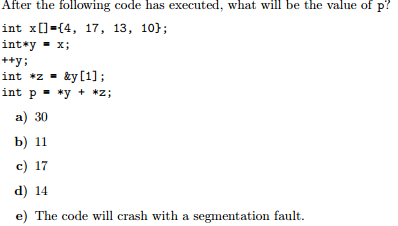 After the following code has executed, what will be the value of p?
int x[]={4, 17, 13, 10};
int*y = x;
++y;
int *z = &y[1];
int p = *y + *z;
a) 30
b) 11
c) 17
d) 14
e) The code will crash with a segmentation fault.